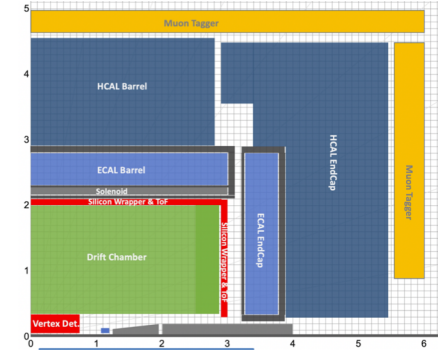 5
Muon Tagger
4
HCAL Barrel
3
HCAL EndCap
ECAL Barrel
Solenoid
2
Silicon Wrapper & ToF
Muon Tagger
ECAL EndCap
Silicon Wrapper & ToF
Drift Chamber
1
Vertex Det.
0
0 1 2 3 4 5 6